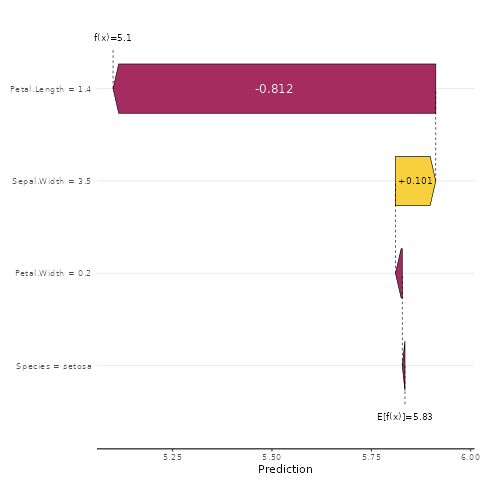 f(x)=5.1
Petal.Length = 1.4
-0.812
Sepal.Width = 3.5
+0.101
Petal.Width = 0.2
Species = setosa
E[f(x)]=5.83
5.25 5.50 5.75 6.00
Prediction